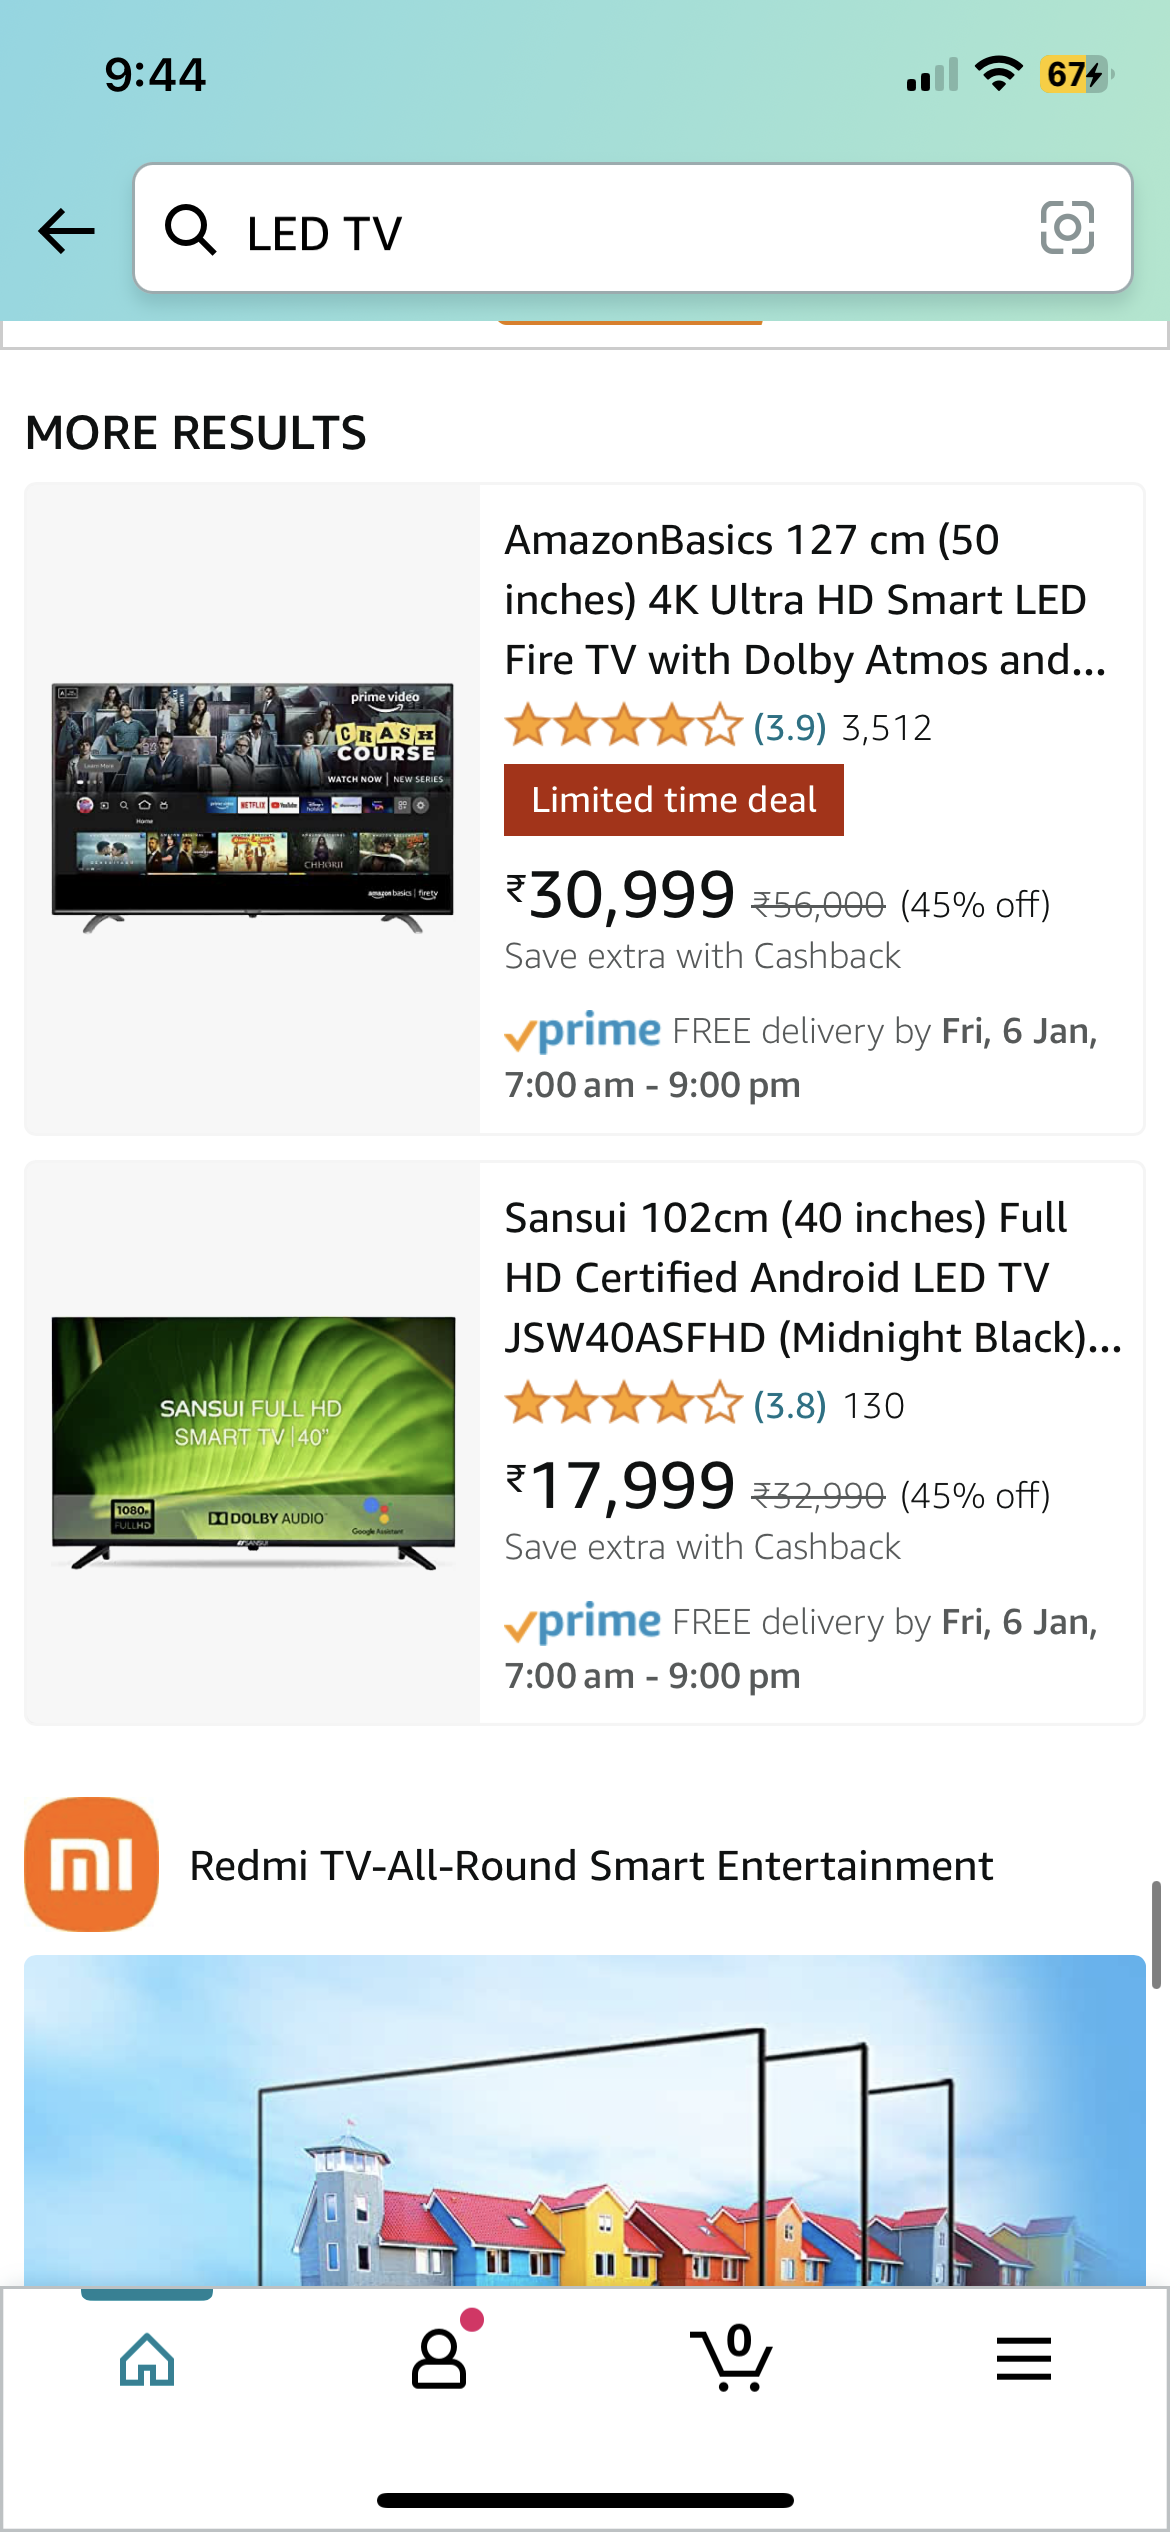 9:44
67
LED TV
MORE RESULTS
AmazonBasics 127 cm (50
inches) 4K Ultra HD Smart LED
Fire TV with Dolby Atmos and...
(3.9) 3,512
Limited time deal
₹30,999 ₹56,000 (45% off)
Save extra with Cashback
prime FREE delivery by Fri, 6 Jan,
7:00 am - 9:00 pm
prime video
CRASH
COURSE
WATCH NOW | NEW SERIES
Learn More
NETFLIX
YouTube
Home
CHHORII
amazon basics | firetv
Sansui 102cm (40 inches) Full
HD Certified Android LED TV
JSW40ASFHD (Midnight Black)...
(3.8) 130
₹17,999 ₹32,990 (45% off)
Save extra with Cashback
prime FREE delivery by Fri, 6 Jan,
7:00 am - 9:00 pm
SANSUI FULL HD
SMART TV|40”
1080p
FULLHD
DOLBY AUDIO™
Google Assistant
SANSUI
mi
Redmi TV-All-Round Smart Entertainment
0